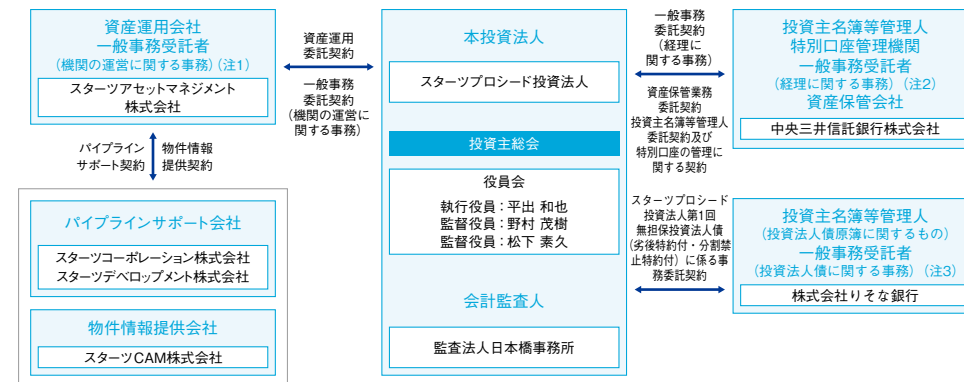 資産運用会社
一般事務受託者
(機関の運営に関する事務)(注1)
スターツアセットマネジメント
株式会社
資産運用
委託契約
一般事務
委託契約
(機関の運営に
関する事務)
パイプライン
サポート契約
物件情報
提供契約
パイプラインサポート会社
スターツコーポレーション株式会社
スターツデベロップメント株式会社
物件情報提供会社
スターツCAM株式会社
本投資法人
スターツプロシード投資法人
投資主総会
役員会
執行役員：平出 和也
監督役員：野村 茂樹
監督役員：松下 素久
会計監査人
監査法人日本橋事務所
一般事務
委託契約
(経理に
関する事務)
資産保管業務
委託契約
投資主名簿等管理人
委託契約及び
特別口座の管理に
関する契約
スターツプロシード
投資法人第1回
無担保投資法人債
(劣後特約付・分割禁
止特約付)に係る事
務委託契約
投資主名簿等管理人
特別口座管理機関
一般事務受託者
(経理に関する事務)(注2)
資産保管会社
中央三井信託銀行株式会社
投資主名簿等管理人
(投資法人債原簿に関するもの)
一般事務受託者
(投資法人債に関する事務)(注3)
株式会社りそな銀行